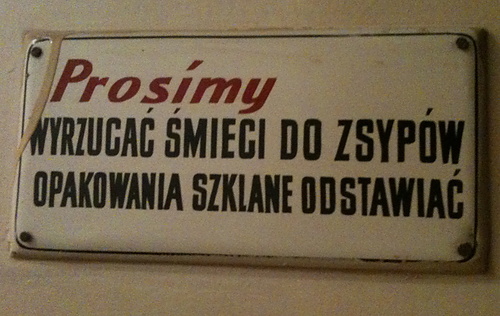 Prosimy
WYRZUCAĆ ŚMIECI DO ZSYPÓW
OPAKOWANIA SZKLANE ODSTAWIAĆ